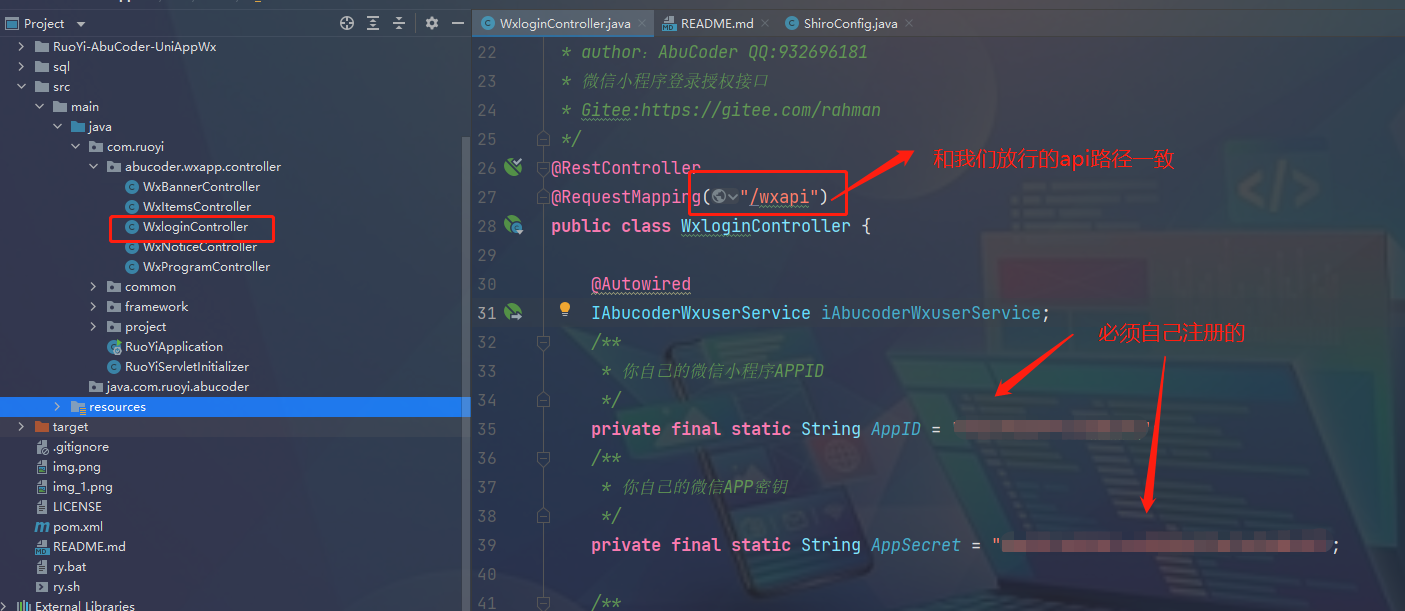 Project
WxloginController.java
README.md
ShiroConfig.java
RuoYi-AbuCoder-UniAppWx
sql
src
main
java
com.ruoyi
abucoder.wxapp.controller
WxBannerController
WxItemsController
WxloginController
WxNoticeController
WxProgramController
common
framework
project
RuoYiApplication
RuoYiServletInitializer
java.com.ruoyi.abucoder
resources
target
.gitignore
img.png
img_1.png
LICENSE
pom.xml
README.md
ry.bat
ry.sh
External Libraries
22 * author：AbuCoder QQ:932696181
23 * 微信小程序登录授权接口
24 * Gitee:https://gitee.com/rahman
25 */
26 @RestController
27 @RequestMapping("/wxapi")
28 public class WxloginController {
29
30 @Autowired
31 IAbucoderWxuserService iAbucoderWxuserService;
32 /**
33 * 你自己的微信小程序APPID
34 */
35 private final static String AppID =
36 /**
37 * 你自己的微信APP密钥
38 */
39 private final static String AppSecret = " ;
40
41 /**
和我们放行的api路径一致
必须自己注册的